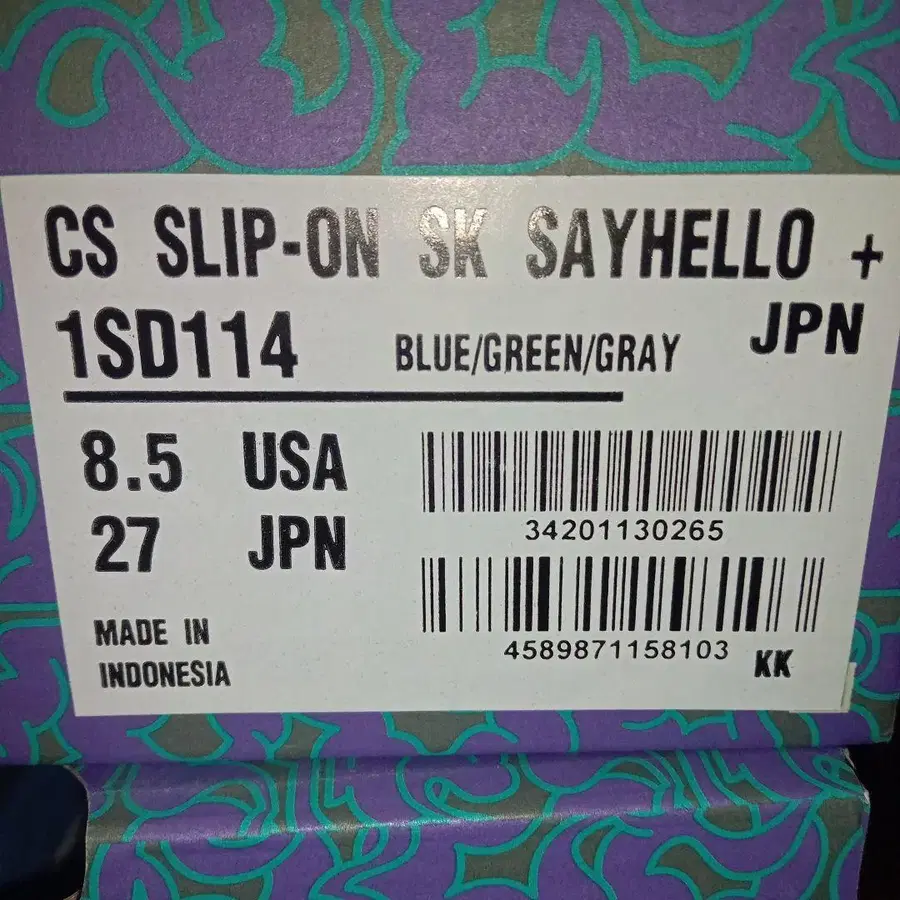 CS SLIP-ON SK SAYHELLO +
1SD114 BLUE/GREEN/GRAY JPN
8.5 USA
27 JPN
34201130265
MADE IN
INDONESIA
4589871158103 KK